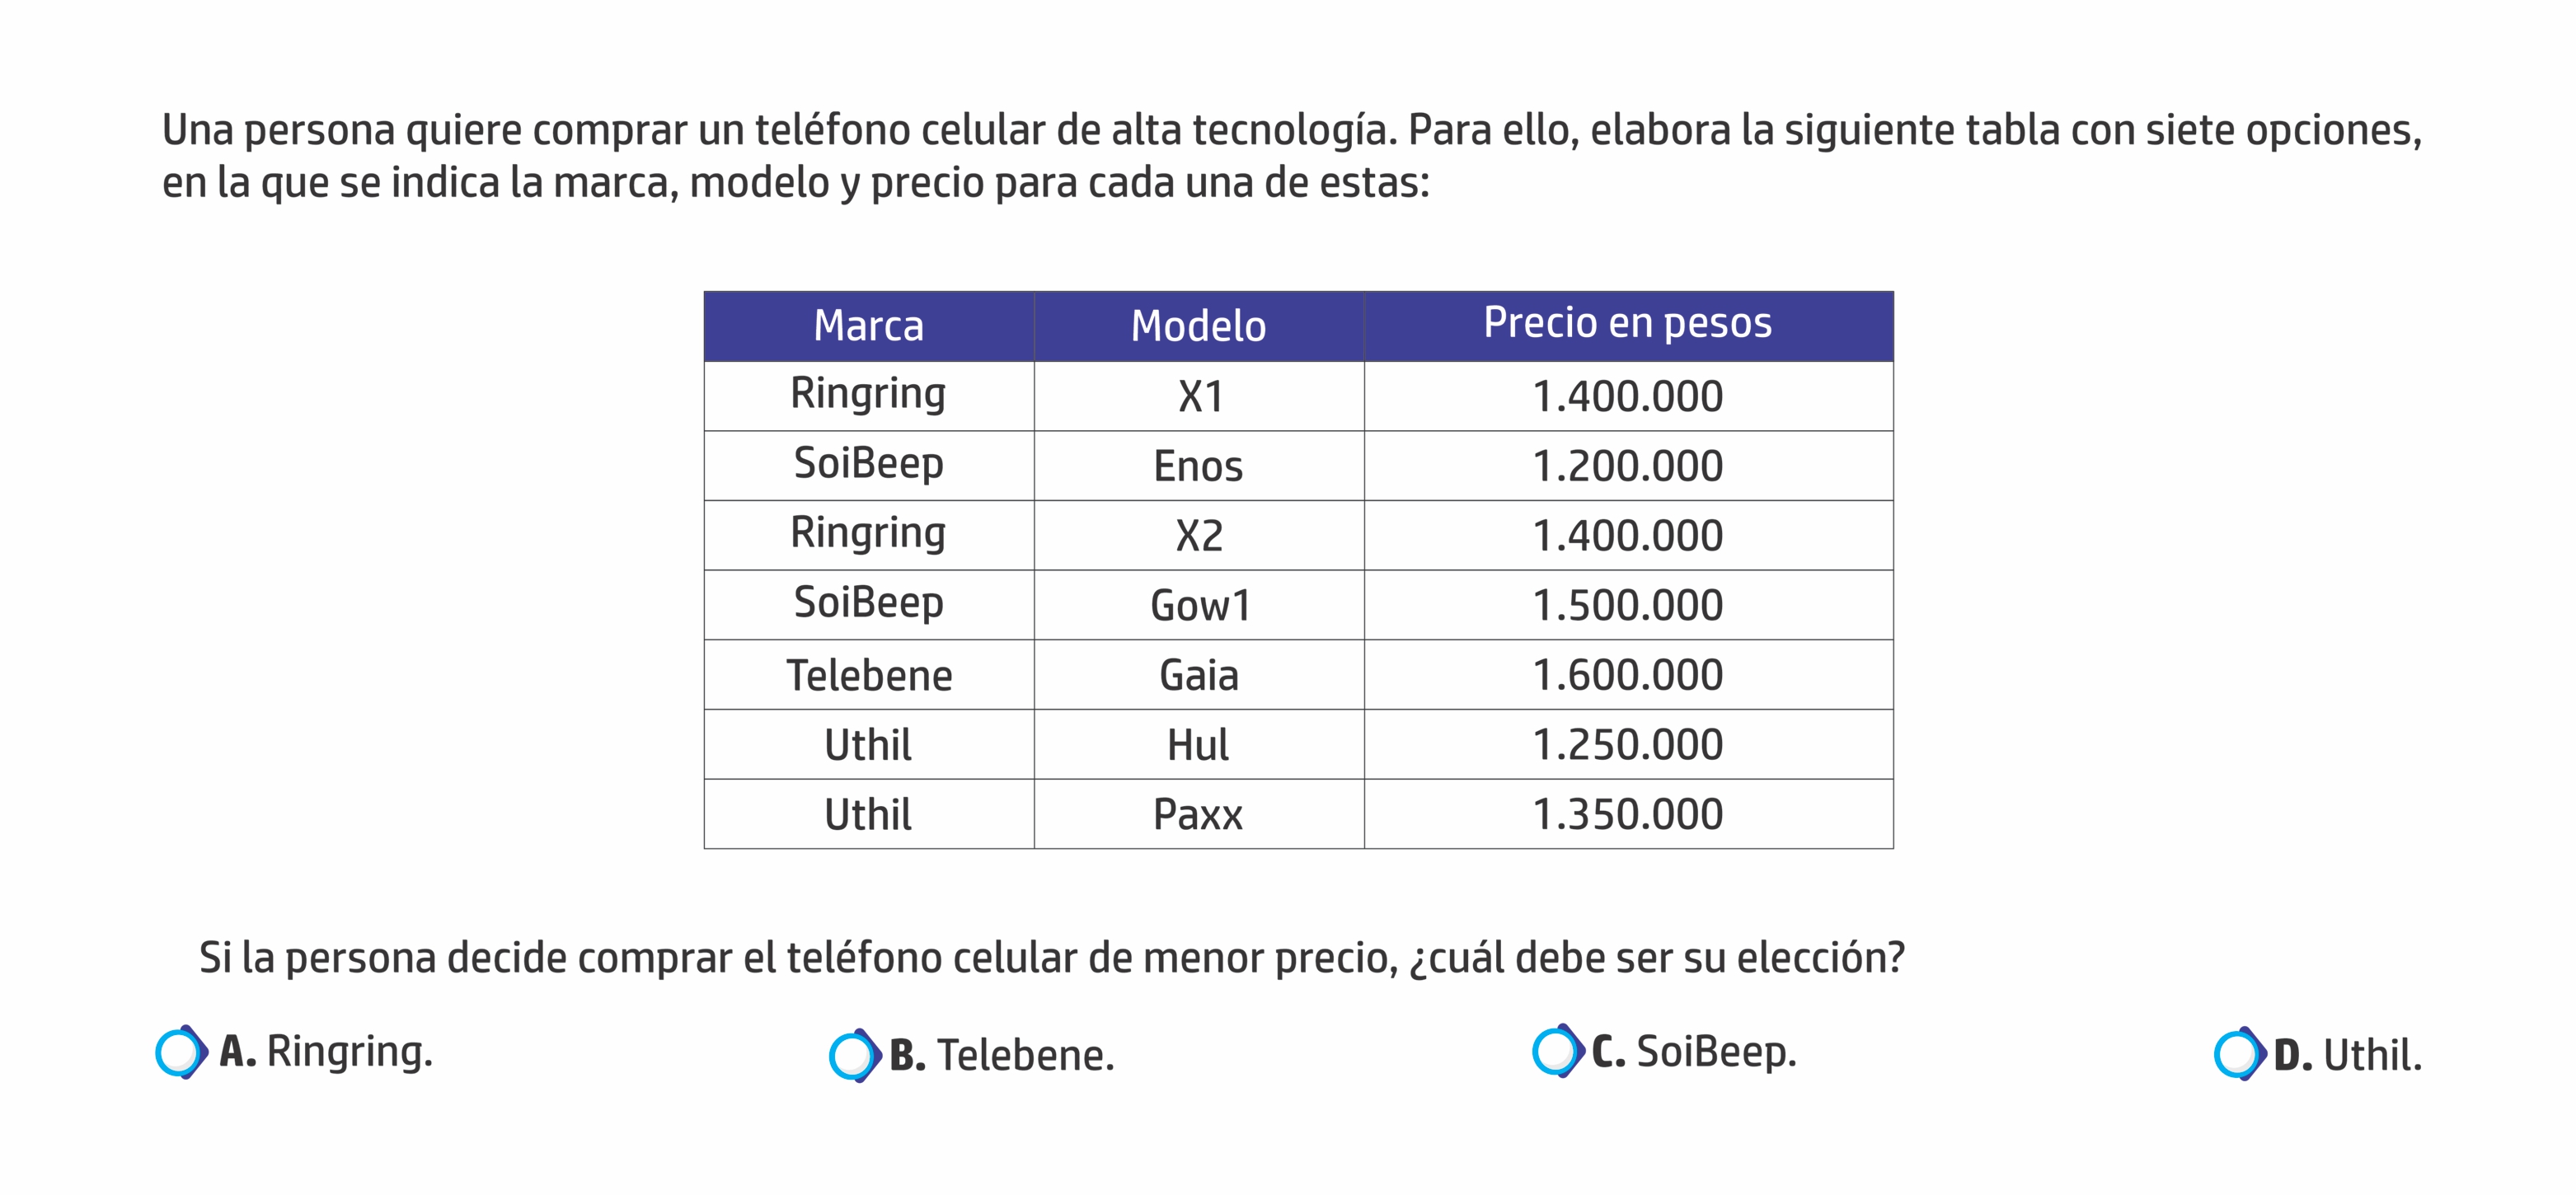 Una persona quiere comprar un teléfono celular de alta tecnología. Para ello, elabora la siguiente tabla con siete opciones,
en la que se indica la marca, modelo y precio para cada una de estas:
Marca Modelo Precio en pesos
Ringring X1 1.400.000
SoiBeep Enos 1.200.000
Ringring X2 1.400.000
SoiBeep Gow1 1.500.000
Telebene Gaia 1.600.000
Uthil Hul 1.250.000
Uthil Paxx 1.350.000
Si la persona decide comprar el teléfono celular de menor precio, ¿cuál debe ser su elección?
A. Ringring. B. Telebene. C. SoiBeep. D. Uthil.